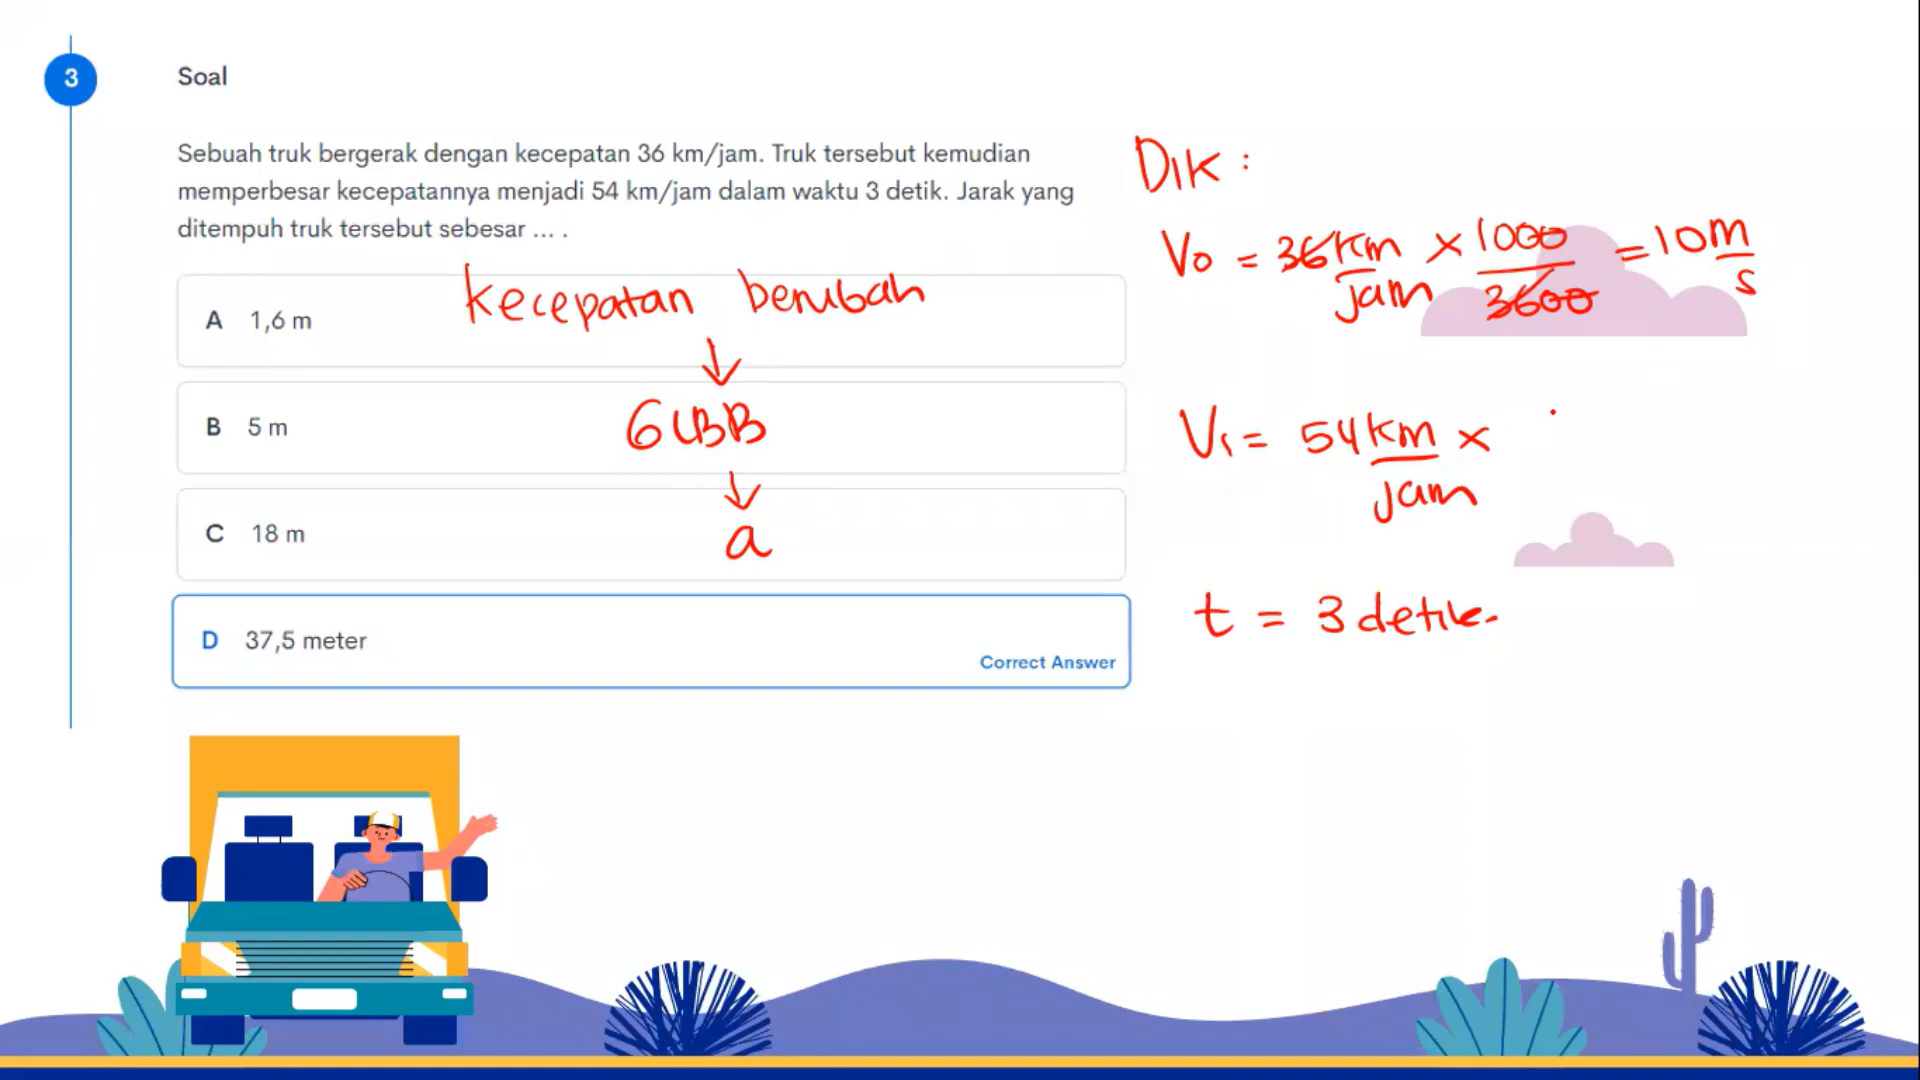 3
Soal
Sebuah truk bergerak dengan kecepatan 36 km/jam. Truk tersebut kemudian
memperbesar kecepatannya menjadi 54 km/jam dalam waktu 3 detik. Jarak yang
ditempuh truk tersebut sebesar ... .
A 1,6 m
B 5 m
C 18 m
D 37,5 meter
Correct Answer
kecepatan berubah
↓
GLBB
↓
a
DIK :
V0 = 36 km/jam × 1000/3600 = 10 m/s
V1 = 54 km/jam ×
t = 3 detik.